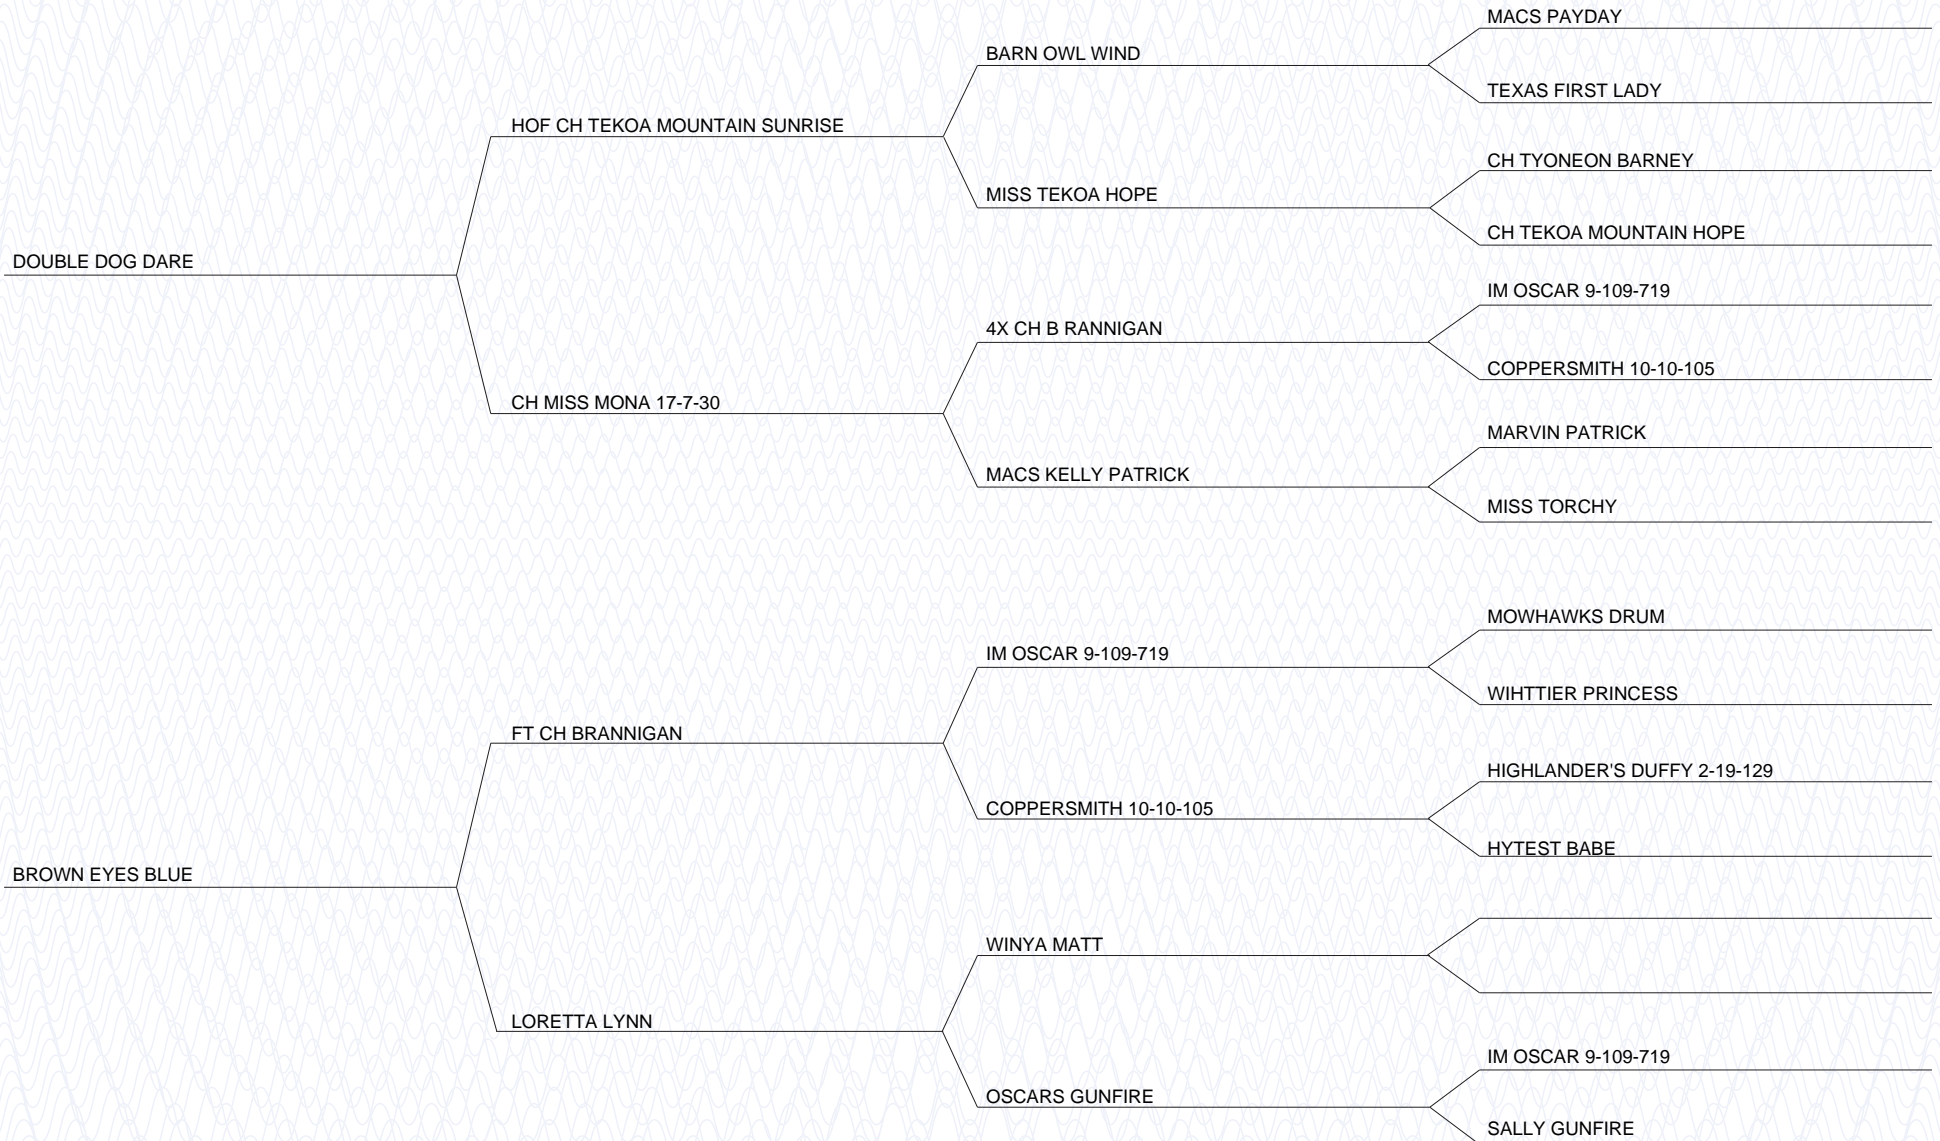 MACS PAYDAY
BARN OWL WIND
TEXAS FIRST LADY
HOF CH TEKOA MOUNTAIN SUNRISE
CH TYONEON BARNEY
MISS TEKOA HOPE
CH TEKOA MOUNTAIN HOPE
DOUBLE DOG DARE
IM OSCAR 9-109-719
4X CH B RANNIGAN
COPPERSMITH 10-10-105
CH MISS MONA 17-7-30
MARVIN PATRICK
MACS KELLY PATRICK
MISS TORCHY
MOWHAWKS DRUM
IM OSCAR 9-109-719
WIHTTIER PRINCESS
FT CH BRANNIGAN
HIGHLANDER'S DUFFY 2-19-129
COPPERSMITH 10-10-105
HYTEST BABE
BROWN EYES BLUE
WINYA MATT
LORETTA LYNN
IM OSCAR 9-109-719
OSCARS GUNFIRE
SALLY GUNFIRE